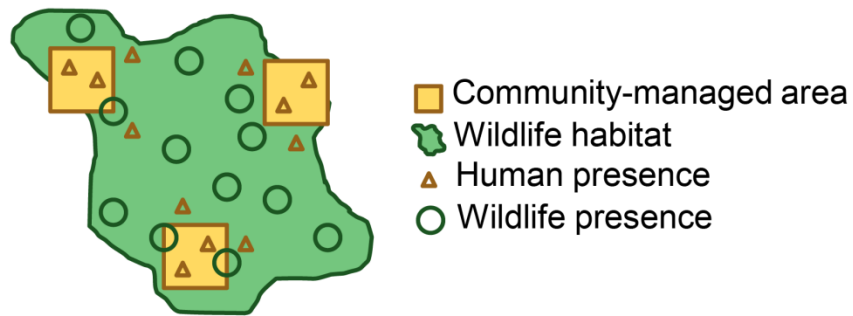 Community-managed area
Wildlife habitat
Human presence
Wildlife presence